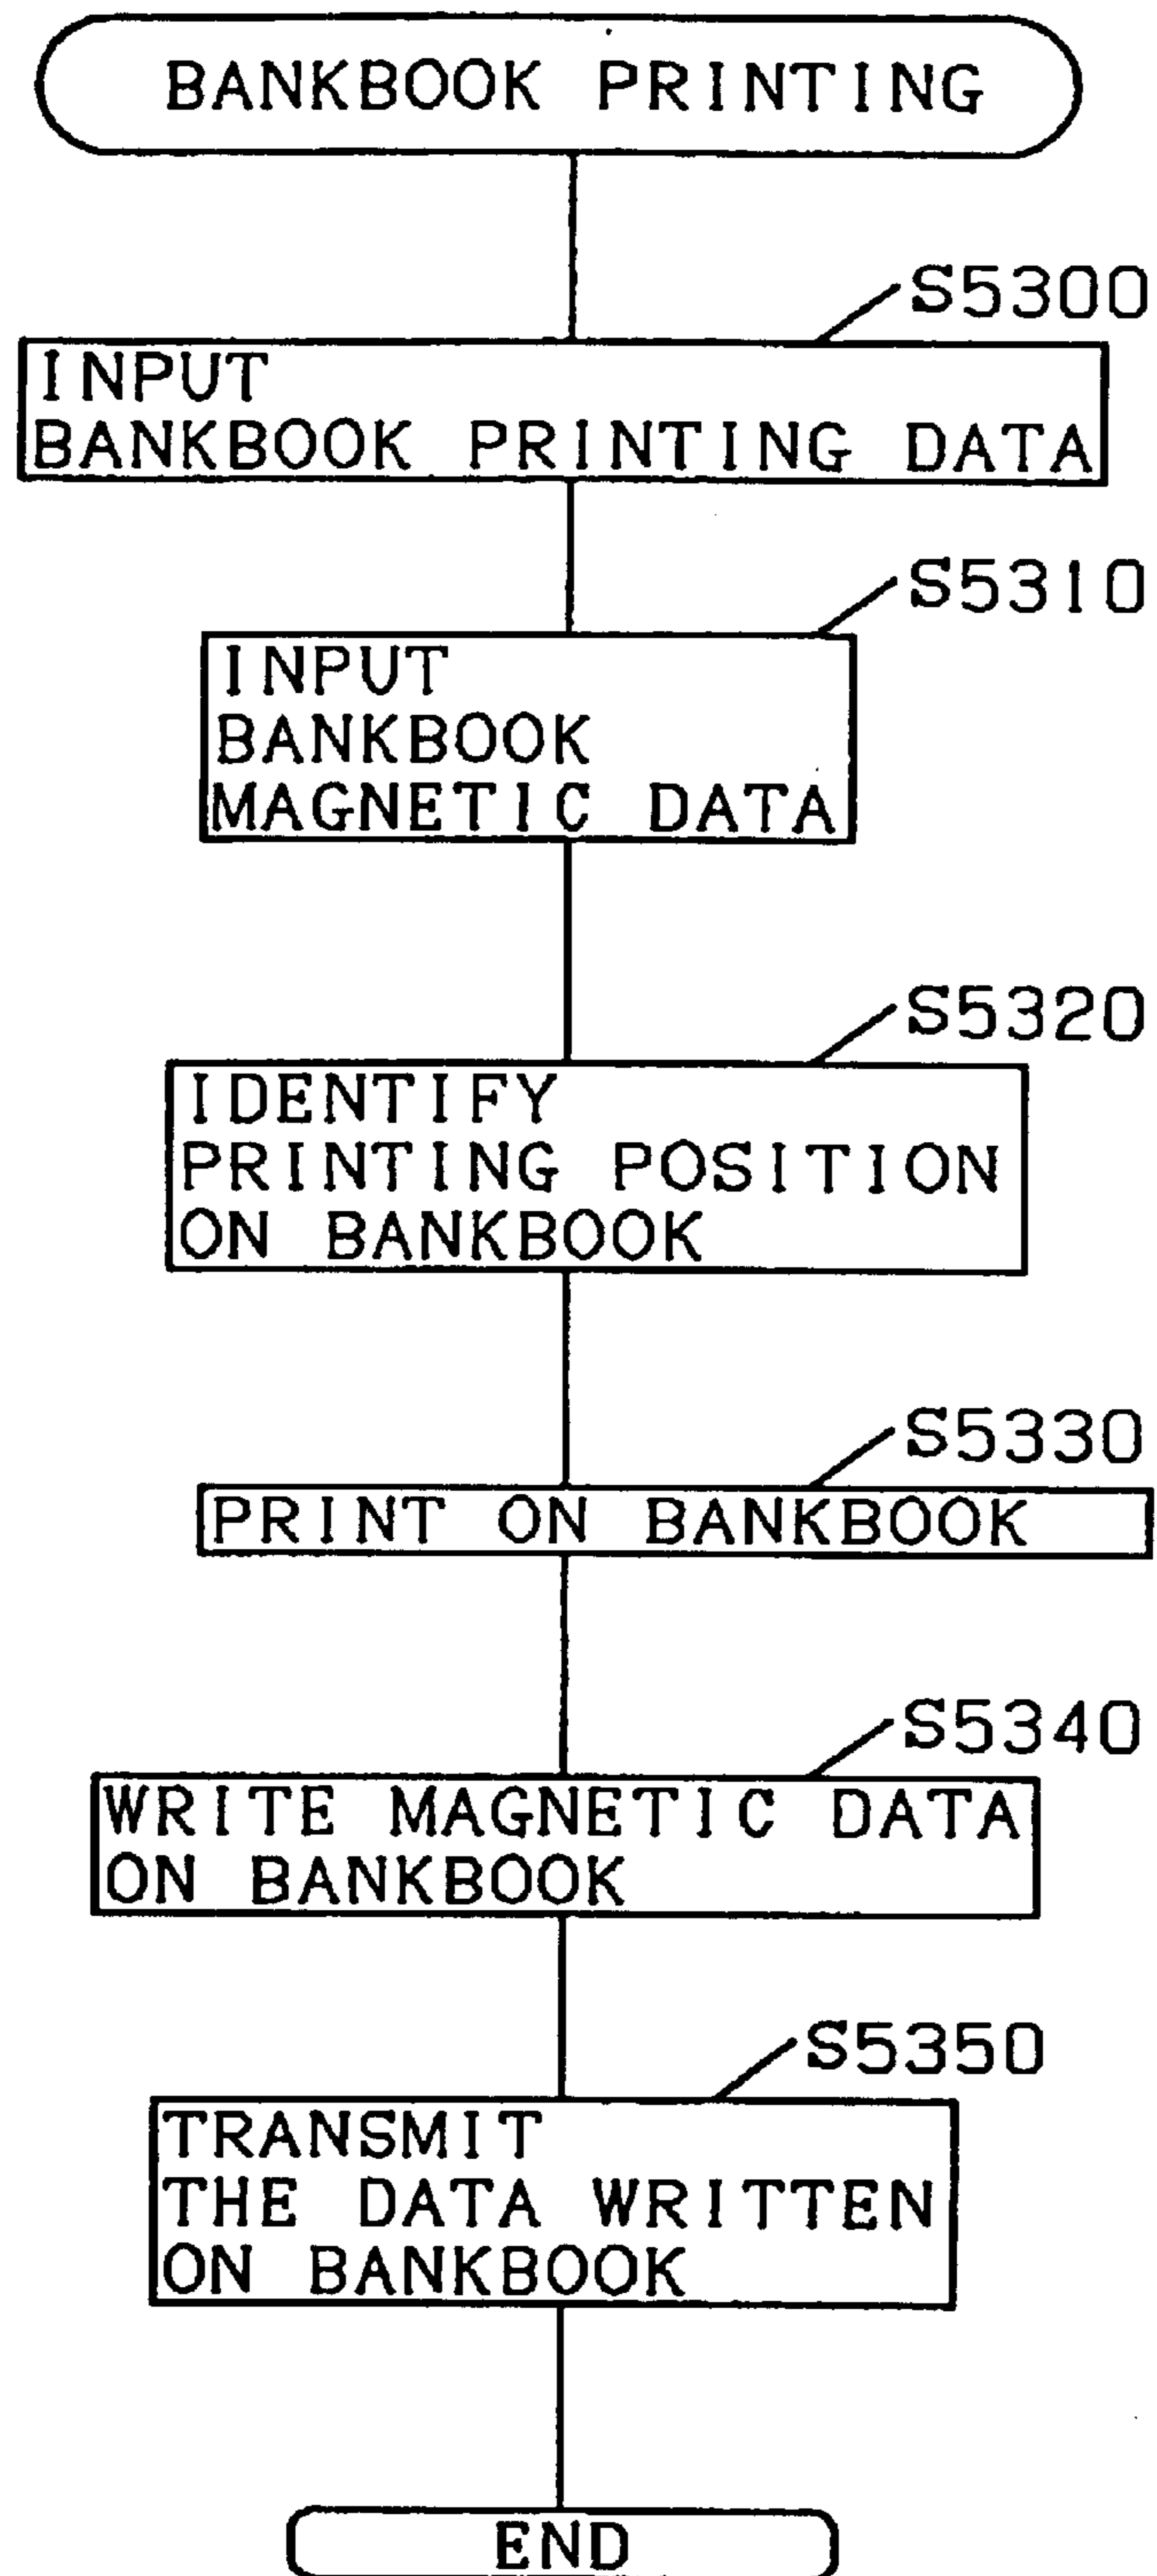 BANKBOOK PRINTING
S5300
INPUT
BANKBOOK PRINTING DATA
S5310
INPUT
BANKBOOK
MAGNETIC DATA
S5320
IDENTIFY
PRINTING POSITION
ON BANKBOOK
S5330
PRINT ON BANKBOOK
S5340
WRITE MAGNETIC DATA
ON BANKBOOK
S5350
TRANSMIT
THE DATA WRITTEN
ON BANKBOOK
END